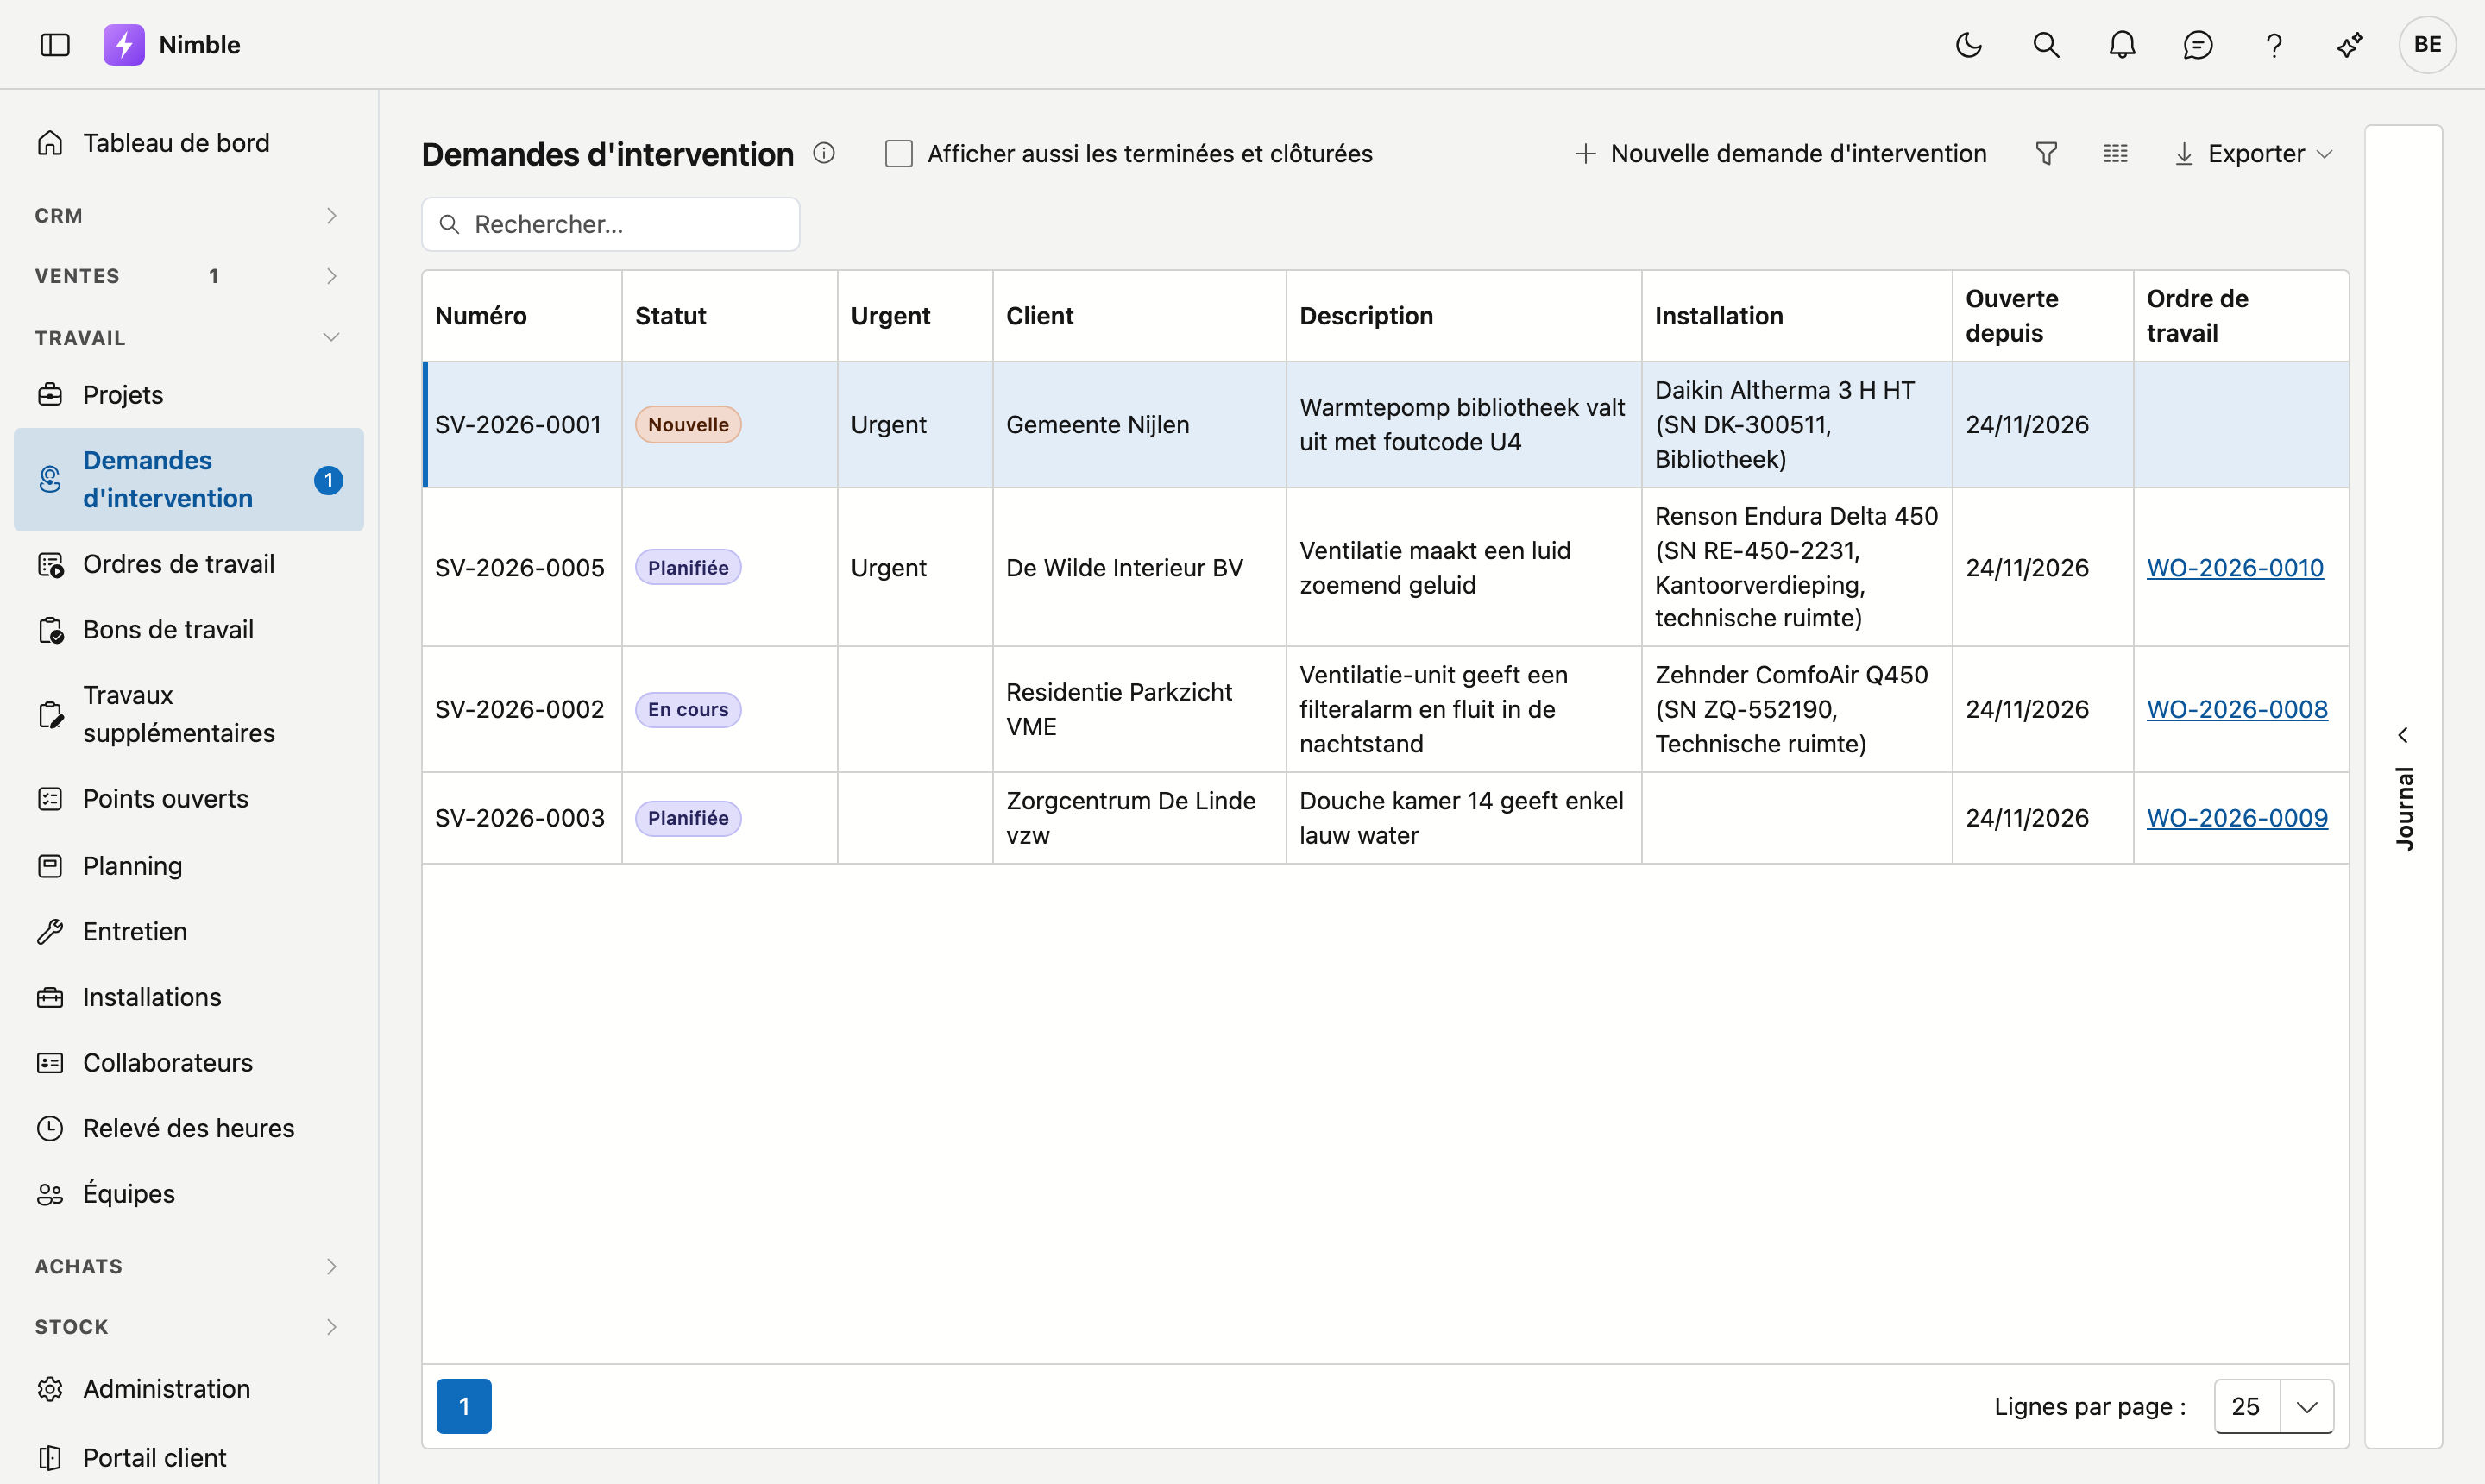 Nimble
BE
Tableau de bord
CRM
VENTES 1
TRAVAIL
Projets
Demandes
d'intervention
1
Ordres de travail
Bons de travail
Travaux
supplémentaires
Points ouverts
Planning
Entretien
Installations
Collaborateurs
Relevé des heures
Équipes
ACHATS
STOCK
Administration
Portail client
Demandes d'intervention
Afficher aussi les terminées et clôturées
Nouvelle demande d'intervention
Exporter
Rechercher...
Numéro
Statut
Urgent
Client
Description
Installation
Ouverte
depuis
Ordre de
travail
SV-2026-0001
Nouvelle
Urgent
Gemeente Nijlen
Warmtepomp bibliotheek valt
uit met foutcode U4
Daikin Altherma 3 H HT
(SN DK-300511,
Bibliotheek)
24/11/2026
SV-2026-0005
Planifiée
Urgent
De Wilde Interieur BV
Ventilatie maakt een luid
zoemend geluid
Renson Endura Delta 450
(SN RE-450-2231,
Kantoorverdieping,
technische ruimte)
24/11/2026
WO-2026-0010
SV-2026-0002
En cours
Residentie Parkzicht
VME
Ventilatie-unit geeft een
filteralarm en fluit in de
nachtstand
Zehnder ComfoAir Q450
(SN ZQ-552190,
Technische ruimte)
24/11/2026
WO-2026-0008
SV-2026-0003
Planifiée
Zorgcentrum De Linde
vzw
Douche kamer 14 geeft enkel
lauw water
24/11/2026
WO-2026-0009
1
Lignes par page :
25
Journal